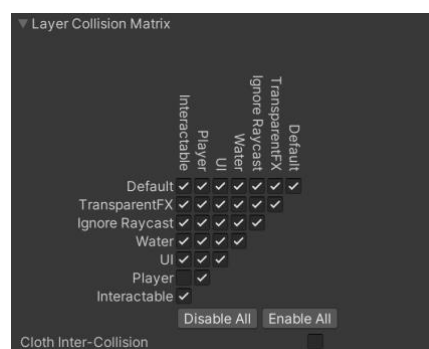 Layer Collision Matrix
Interactable
Player
UI
Water
Ignore Raycast
TransparentFX
Default
Default
TransparentFX
Ignore Raycast
Water
UI
Player
Interactable
Disable All Enable All
Cloth Inter-Collision